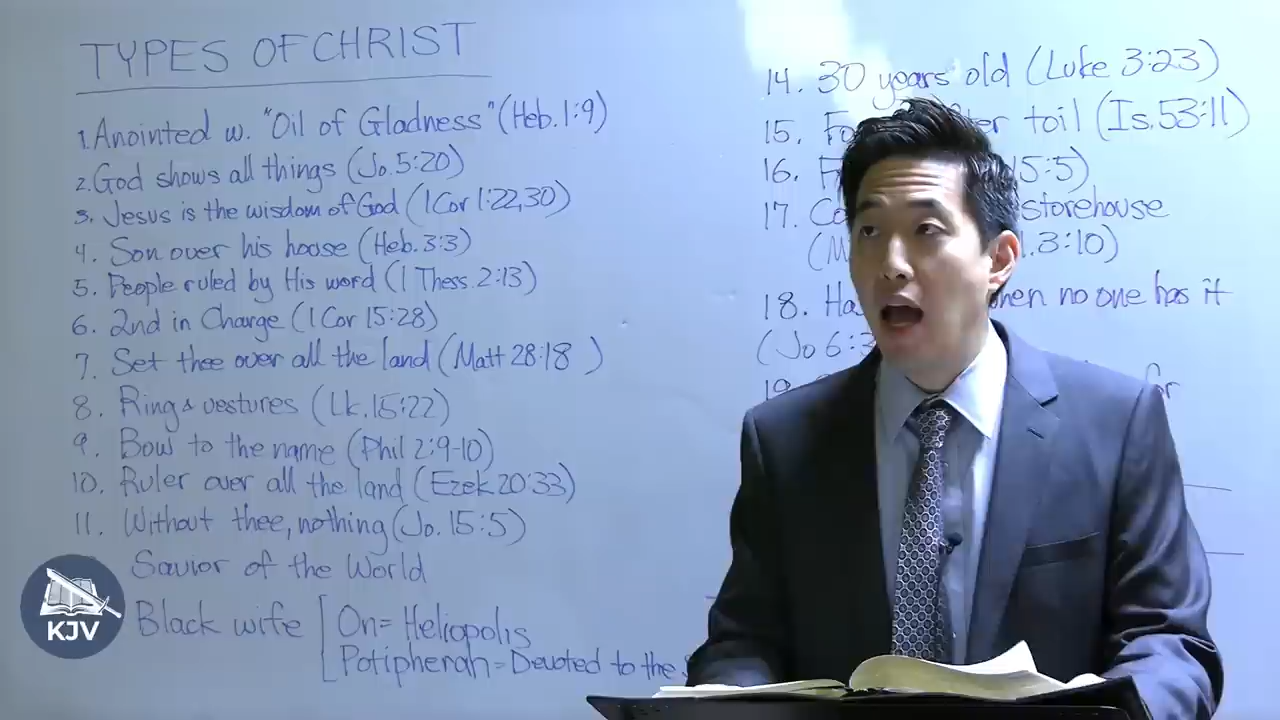 TYPES OF CHRIST
1. Anointed w. "Oil of Gladness" (Heb. 1:9)
2. God shows all things (Jo. 5:20)
3. Jesus is the wisdom of God (1 Cor 1:22,30)
4. Son over his house (Heb. 3:3)
5. People ruled by His word (1 Thess. 2:13)
6. 2nd in Charge (1 Cor 15:28)
7. Set thee over all the land (Matt 28:18 )
8. Ring & vestures (Lk. 15:22)
9. Bow to the name (Phil 2:9-10)
10. Ruler over all the land (Ezek 20:33)
11. Without thee, nothing (Jo. 15:5)
Savior of the World
Black wife
On = Heliopolis
Potipherah = Devoted to the
KJV
14. 30 years old (Luke 3:23)
15. toil (Is. 53:11)
16. 15:5)
17. storehouse
3:10)
18. no one has it
(Jo 6:3
19. for